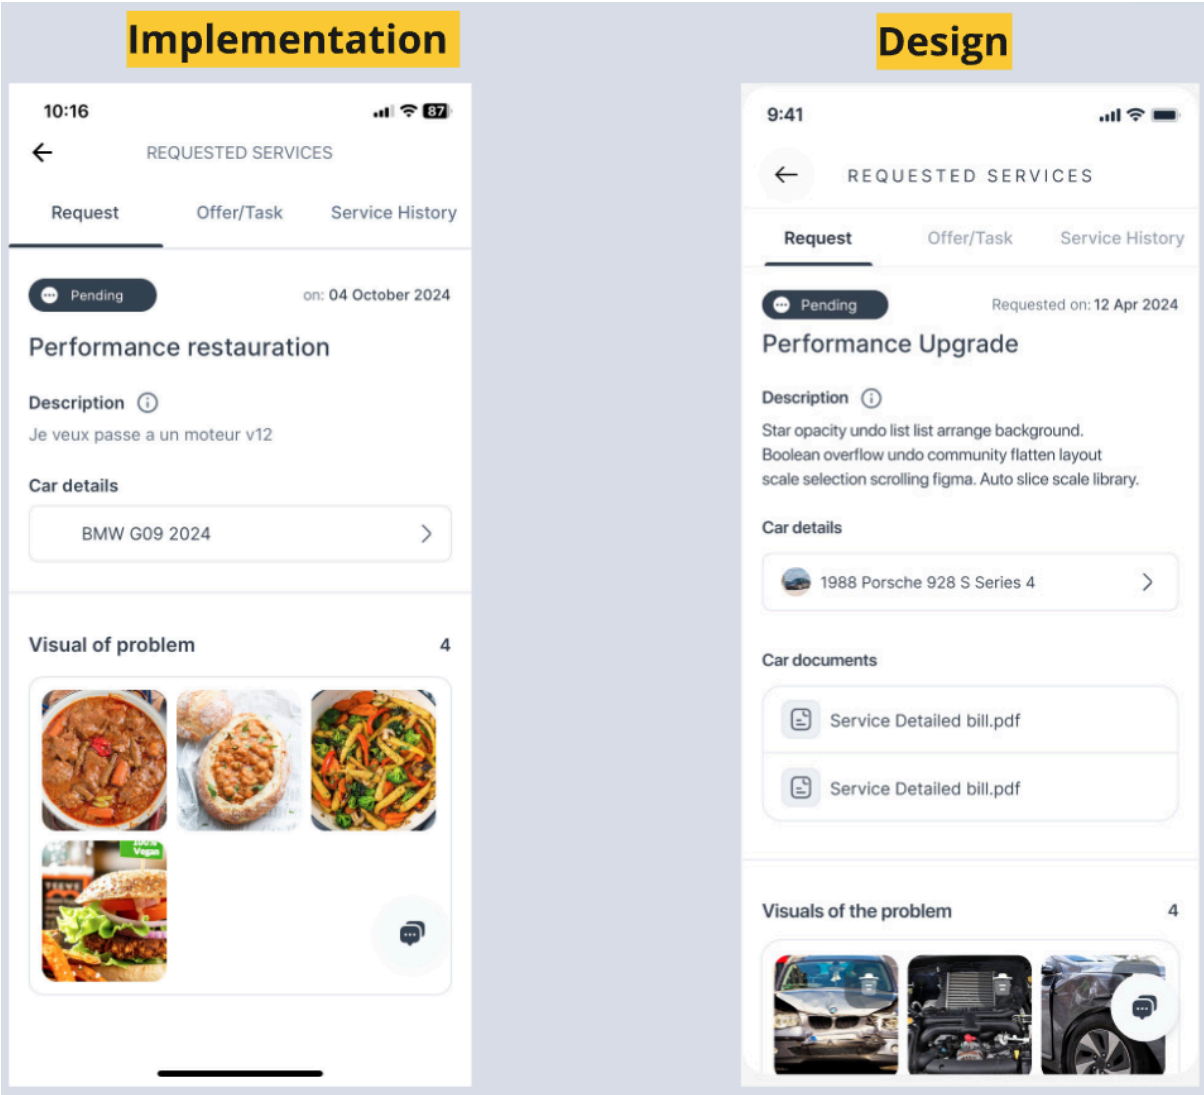 Implementation
Design
10:16
87
REQUESTED SERVICES
Request Offer/Task Service History
Pending on: 04 October 2024
Performance restauration
Description
Je veux passe a un moteur v12
Car details
BMW G09 2024
Visual of problem 4
100%
Vegan
9:41
REQUESTED SERVICES
Request Offer/Task Service History
Pending Requested on: 12 Apr 2024
Performance Upgrade
Description
Star opacity undo list list arrange background.
Boolean overflow undo community flatten layout
scale selection scrolling figma. Auto slice scale library.
Car details
1988 Porsche 928 S Series 4
Car documents
Service Detailed bill.pdf
Service Detailed bill.pdf
Visuals of the problem 4